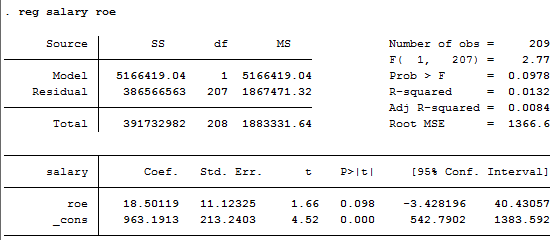 . reg salary roe
Source SS df MS Number of obs = 209
F( 1, 207) = 2.77
Model 5166419.04 1 5166419.04 Prob > F = 0.0978
Residual 386566563 207 1867471.32 R-squared = 0.0132
Adj R-squared = 0.0084
Total 391732982 208 1883331.64 Root MSE = 1366.6
salary Coef. Std. Err. t P>|t| [95% Conf. Interval]
roe 18.50119 11.12325 1.66 0.098 -3.428196 40.43057
_cons 963.1913 213.2403 4.52 0.000 542.7902 1383.592